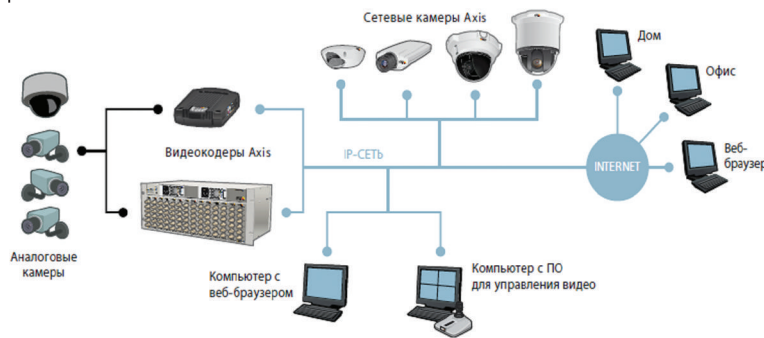 Сетевые камеры Axis
Дом
Офис
Видеокодеры Axis
IP-СЕТЬ
INTERNET
Веб-
браузер
Аналоговые
камеры
Компьютер с
веб-браузером
Компьютер с ПО
для управления видео